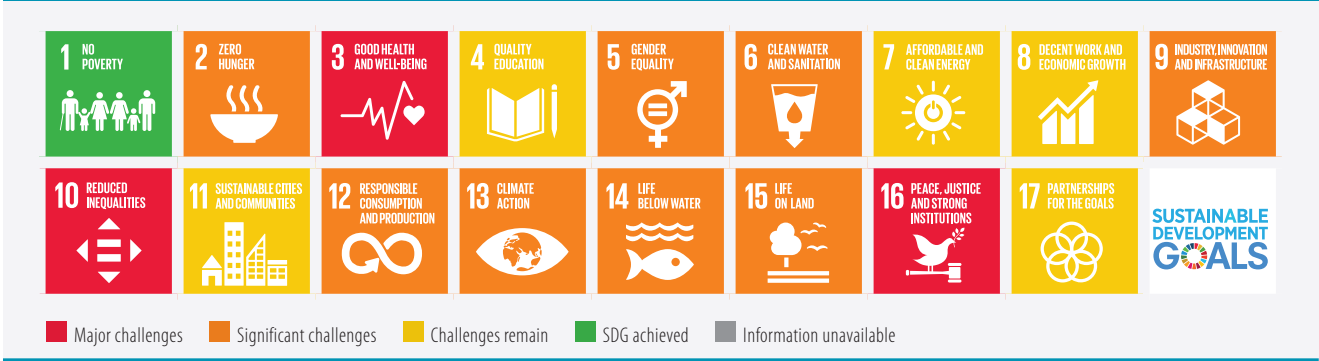 1 NO
POVERTY
2 ZERO
HUNGER
3 GOOD HEALTH
AND WELL-BEING
4 QUALITY
EDUCATION
5 GENDER
EQUALITY
6 CLEAN WATER
AND SANITATION
7 AFFORDABLE AND
CLEAN ENERGY
8 DECENT WORK AND
ECONOMIC GROWTH
9 INDUSTRY, INNOVATION
AND INFRASTRUCTURE
10 REDUCED
INEQUALITIES
11 SUSTAINABLE CITIES
AND COMMUNITIES
12 RESPONSIBLE
CONSUMPTION
AND PRODUCTION
13 CLIMATE
ACTION
14 LIFE
BELOW WATER
15 LIFE
ON LAND
16 PEACE, JUSTICE
AND STRONG
INSTITUTIONS
17 PARTNERSHIPS
FOR THE GOALS
SUSTAINABLE
DEVELOPMENT
GOALS
Major challenges
Significant challenges
Challenges remain
SDG achieved
Information unavailable